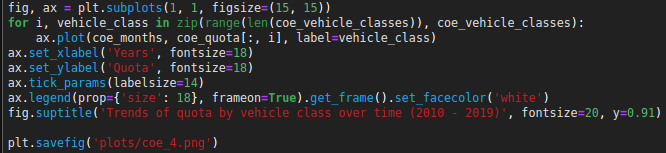 fig, ax = plt.subplots(1, 1, figsize=(15, 15))
for i, vehicle_class in zip(range(len(coe_vehicle_classes)), coe_vehicle_classes):
    ax.plot(coe_months, coe_quota[:, i], label=vehicle_class)
ax.set_xlabel('Years', fontsize=18)
ax.set_ylabel('Quota', fontsize=18)
ax.tick_params(labelsize=14)
ax.legend(prop={'size': 18}, frameon=True).get_frame().set_facecolor('white')
fig.suptitle('Trends of quota by vehicle class over time (2010 - 2019)', fontsize=20, y=0.91)

plt.savefig('plots/coe_4.png')